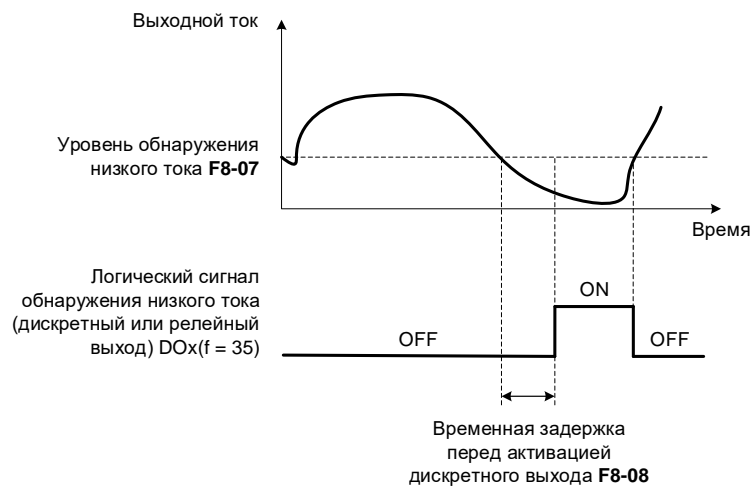 Выходной ток
Уровень обнаружения
низкого тока F8-07
Время
Логический сигнал
обнаружения низкого тока
(дискретный или релейный
выход) DOx(f = 35)
OFF
ON
OFF
Временная задержка
перед активацией
дискретного выхода F8-08